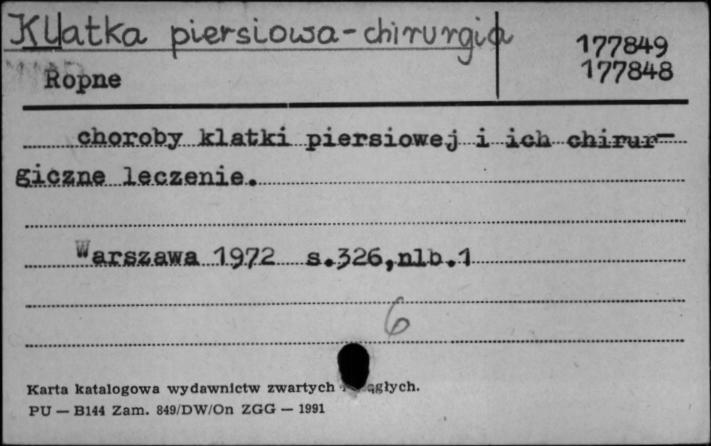 Klatka piersiowa-chirurgia
177849
177848
Ropne
choroby klatki piersiowej i ich chirur-
giczne leczenie.
Warszawa 1972 s.326,nlb.1
6
Karta katalogowa wydawnictw zwartych
PU — B144 Zam. 849/DW/On ZGG — 1991